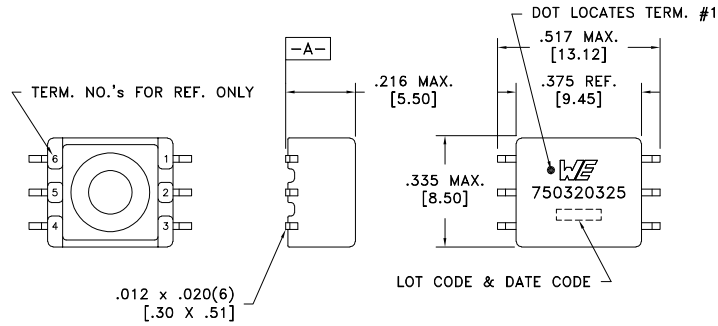 DOT LOCATES TERM. #1
.517 MAX.
[13.12]
-A-
.216 MAX.
[5.50]
.375 REF.
[9.45]
TERM. NO.'s FOR REF. ONLY
6
1
5
2
4
3
WE
750320325
.335 MAX.
[8.50]
LOT CODE & DATE CODE
.012 x .020(6)
[.30 X .51]